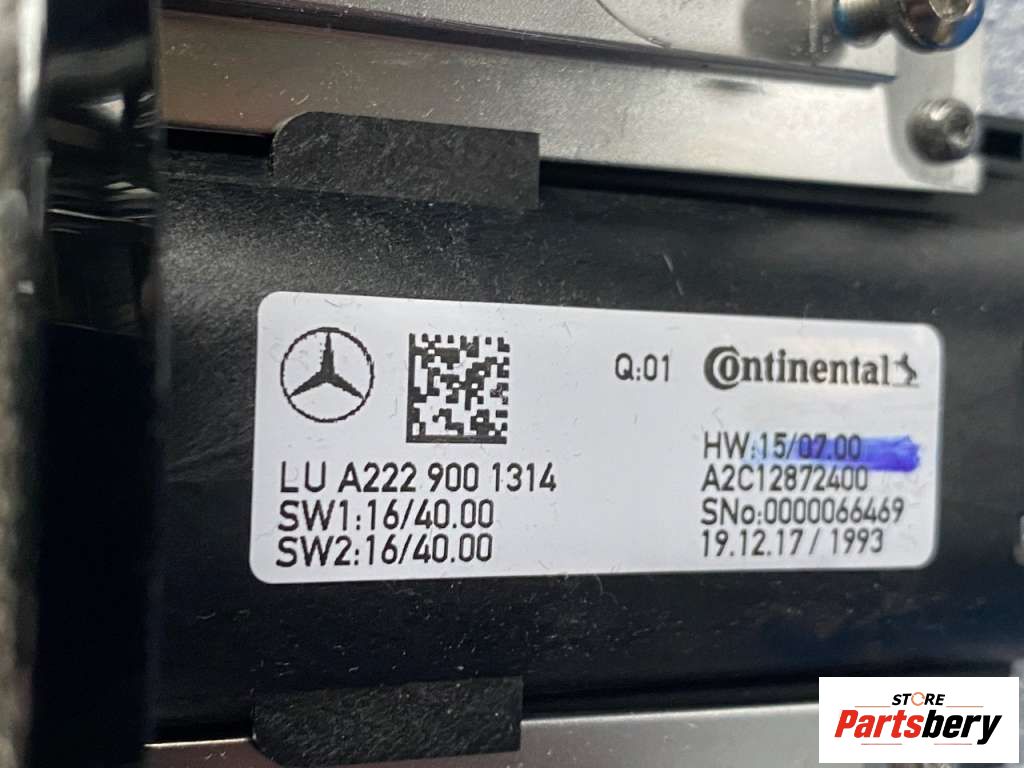 Q:01 Continental
HW:15/07.00
LU A222 900 1314 A2C12872400
SW1:16/40.00 SNo:0000066469
SW2:16/40.00 19.12.17/1993
STORE
Partsbery